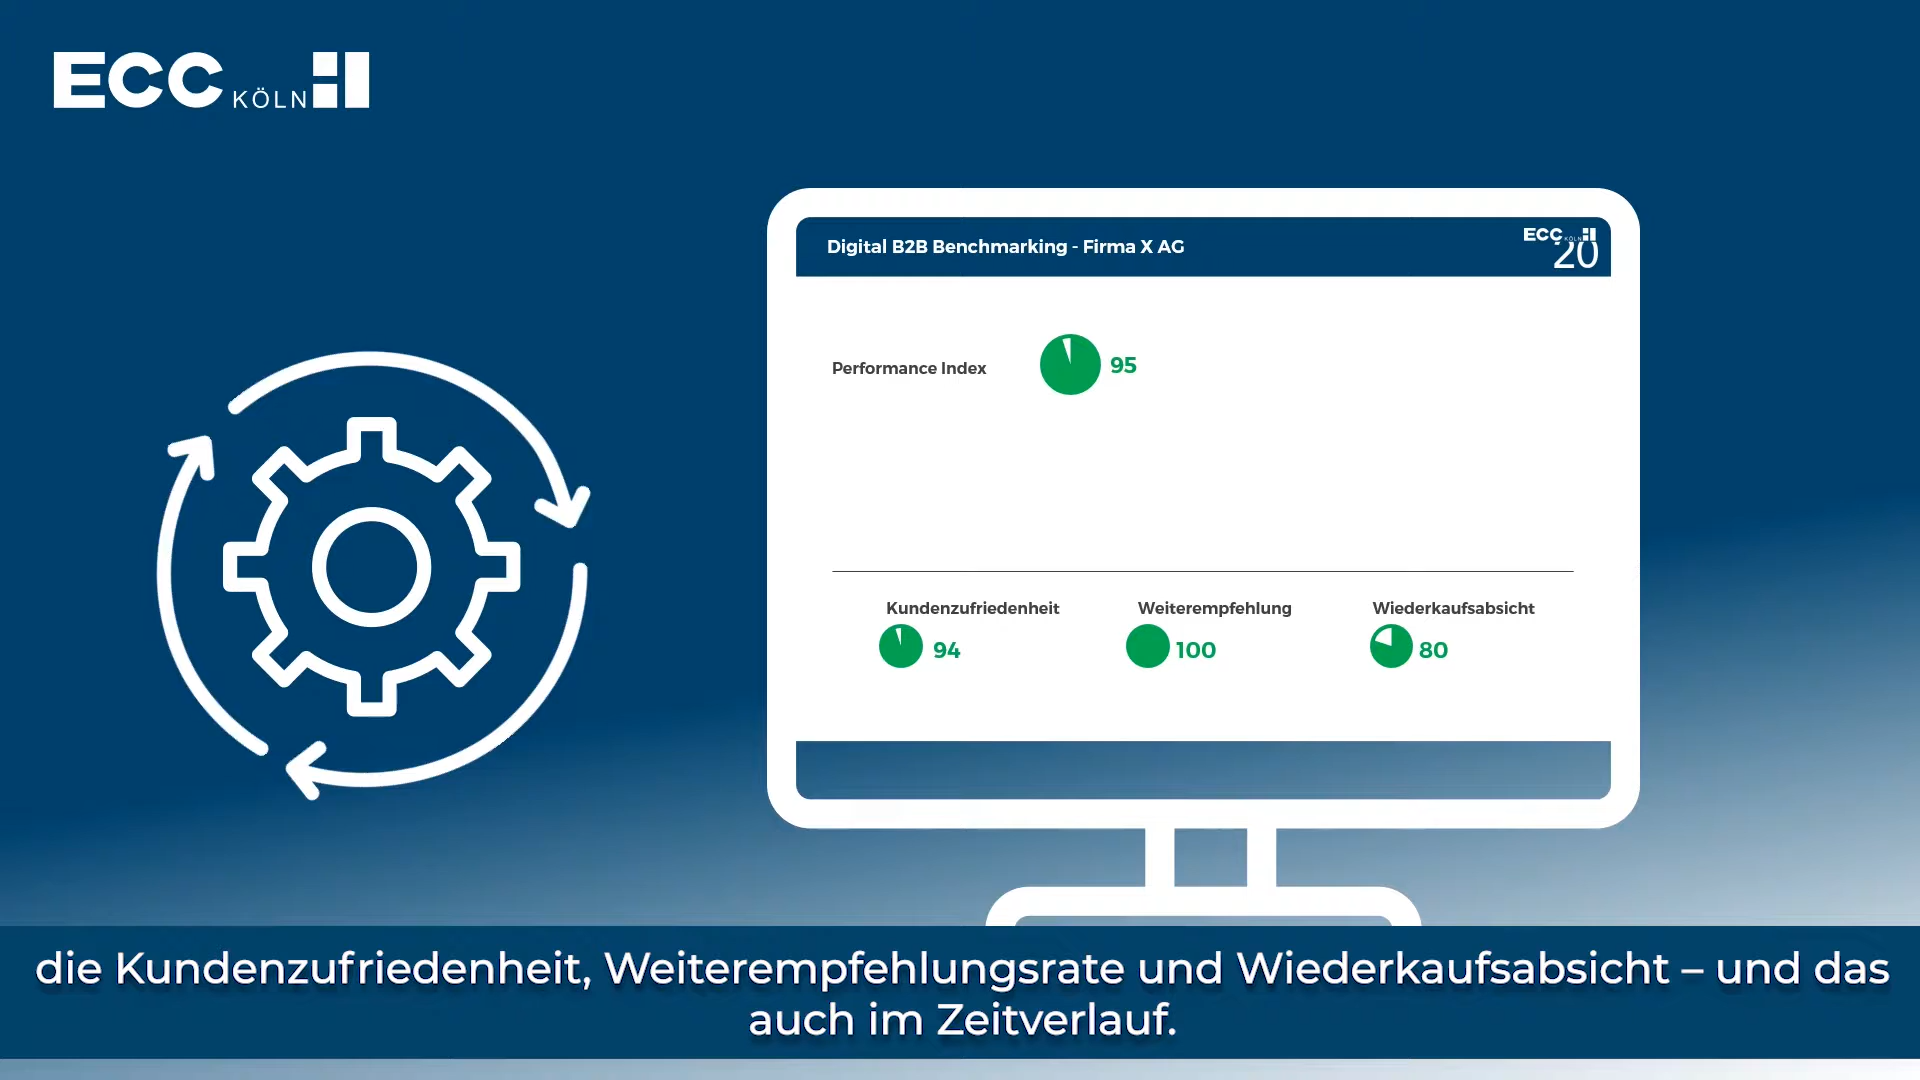 ECC KÖLN
Digital B2B Benchmarking - Firma X AG
ECC KÖLN
20
Performance Index
95
Kundenzufriedenheit
94
Weiterempfehlung
100
Wiederkaufsabsicht
80
die Kundenzufriedenheit, Weiterempfehlungsrate und Wiederkaufsabsicht – und das
auch im Zeitverlauf.